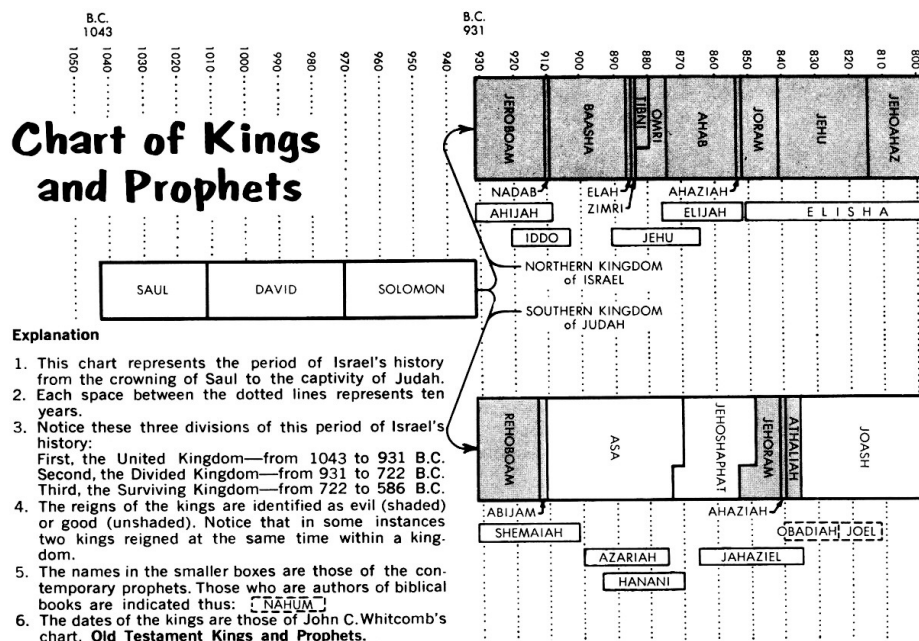 B.C.
1043
B.C.
931
1050 1040 1030 1020 1010 1000 990 980 970 960 950 940 930 920 910 900 890 880 870 860 850 840 830 820 810 800
Chart of Kings
and Prophets
JEROBOAM BAASHA TIBNI OMRI AHAB JORAM JEHU JEHOAHAZ
NADAB ELAH AHAZIAH
ZIMRI
AHIJAH ELIJAH ELISHA
IDDO JEHU
NORTHERN KINGDOM
of ISRAEL
SAUL DAVID SOLOMON
SOUTHERN KINGDOM
of JUDAH
Explanation
1. This chart represents the period of Israel's history
from the crowning of Saul to the captivity of Judah.
2. Each space between the dotted lines represents ten
years.
3. Notice these three divisions of this period of Israel's
history:
First, the United Kingdom—from 1043 to 931 B.C.
Second, the Divided Kingdom—from 931 to 722 B.C.
Third, the Surviving Kingdom—from 722 to 586 B.C.
4. The reigns of the kings are identified as evil (shaded)
or good (unshaded). Notice that in some instances
two kings reigned at the same time within a king-
dom.
5. The names in the smaller boxes are those of the con-
temporary prophets. Those who are authors of biblical
books are indicated thus: NAHUM
6. The dates of the kings are those of John C. Whitcomb's
chart, Old Testament Kings and Prophets.
REHOBOAM ASA JEHOSHAPHAT JEHORAM ATHALIAH JOASH
ABIJAM AHAZIAH
SHEMAIAH OBADIAH JOEL
AZARIAH JAHAZIEL
HANANI